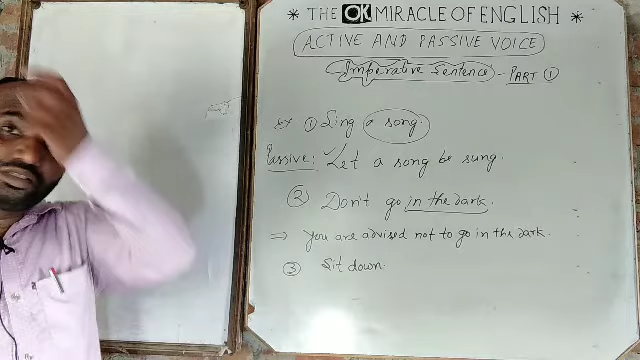 * THE OK MIRACLE OF ENGLISH *
ACTIVE AND PASSIVE VOICE
Imperative Sentence - PART ①
Ex ① Sing a song.
Passive: Let a song be sung.
② Don't go in the dark.
⇒ You are advised not to go in the dark.
③ Sit down.